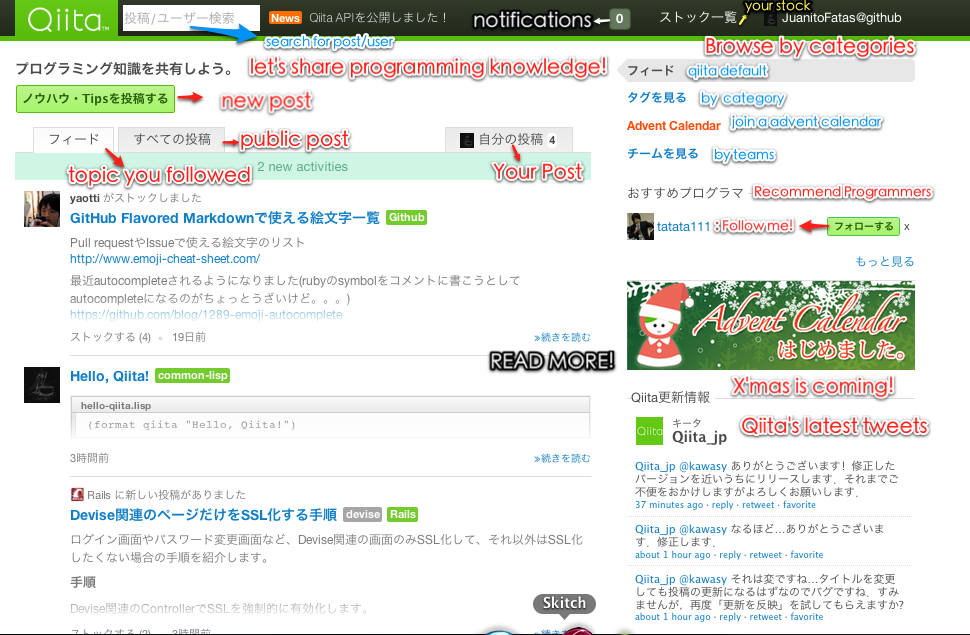 Qiita
投稿/ユーザー検索
News Qiita APIを公開しました！
notifications
0
ストック一覧
your stock
JuanitoFatas@github
search for post/user
Browse by categories
プログラミング知識を共有しよう。
let's share programming knowledge!
フィード
qiita default
ノウハウ・Tipsを投稿する
new post
タグを見る
by category
Advent Calendar
join a advent calendar
チームを見る
by teams
フィード
すべての投稿
public post
自分の投稿 4
topic you followed
2 new activities
Your Post
おすすめプログラマ
Recommend Programmers
tatata111
:Follow me!
フォローする
x
もっと見る
yaotti がストックしました
GitHub Flavored Markdownで使える絵文字一覧 Github
Pull requestやIssueで使える絵文字のリスト
http://www.emoji-cheat-sheet.com/
最近autocompleteされるようになりました(rubyのsymbolをコメントに書こうとして
autocompleteになるのがちょっとうざいけど。。。)
https://github.com/blog/1289-emoji-autocomplete
ストックする (4) • 19日前
»続きを読む
READ MORE!
Advent Calendar
はじめました。
X'mas is coming!
Hello, Qiita! common-lisp
hello-qiita.lisp
(format qiita "Hello, Qiita!")
3時間前
»続きを読む
Qiita更新情報
Qiita's latest tweets
Qiita
キータ
Qiita_jp
Qiita_jp @kawasy ありがとうございます！ 修正した
バージョンを近いうちにリリースします．それまでご
不便をおかけしますがよろしくお願いします．
37 minutes ago · reply · retweet · favorite
Qiita_jp @kawasy なるほど...ありがとうございま
す．修正します．
about 1 hour ago · reply · retweet · favorite
Qiita_jp @kawasy それは変ですね...タイトルを変更
しても投稿の更新になるはずなのでバグですね．すみ
ませんが、再度「更新を反映」を試してもらえますか?
about 1 hour ago · reply · retweet · favorite
Rails に新しい投稿がありました
Devise関連のページだけをSSL化する手順 devise Rails
ログイン画面やパスワード変更画面など、Devise関連の画面のみSSL化して、それ以外はSSL化
したくない場合の手順を紹介します。
手順
Devise関連のControllerでSSLを強制的に有効化します。
ストックする (2) • 3時間前
Skitch